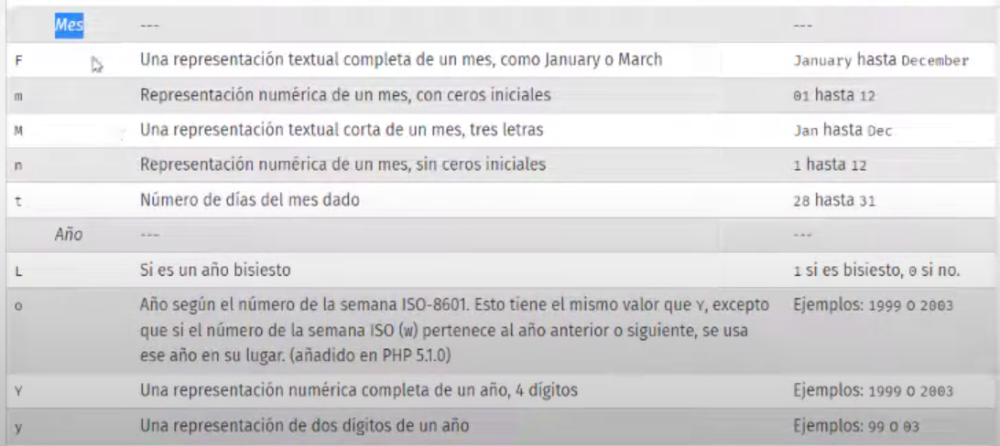 Mes --- ---
F Una representación textual completa de un mes, como January o March January hasta December
m Representación numérica de un mes, con ceros iniciales 01 hasta 12
M Una representación textual corta de un mes, tres letras Jan hasta Dec
n Representación numérica de un mes, sin ceros iniciales 1 hasta 12
t Número de días del mes dado 28 hasta 31
Año --- ---
L Si es un año bisiesto 1 si es bisiesto, 0 si no.
o Año según el número de la semana ISO-8601. Esto tiene el mismo valor que Y, excepto Ejemplos: 1999 o 2003
que si el número de la semana ISO (W) pertenece al año anterior o siguiente, se usa
ese año en su lugar. (añadido en PHP 5.1.0)
Y Una representación numérica completa de un año, 4 dígitos Ejemplos: 1999 o 2003
y Una representación de dos dígitos de un año Ejemplos: 99 o 03